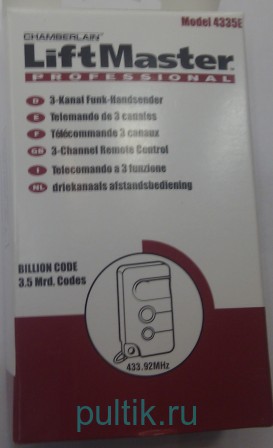 Model 4335E
CHAMBERLAIN™
LiftMaster
PROFESSIONAL
D 3-Kanal Funk-Handsender
E Telemando de 3 canales
F Télécommande 3 canaux
GB 3-Channel Remote Control
I Telecomando a 3 funzione
NL driekanaals afstandsbediening
BILLION CODE
3.5 Mrd. Codes
433.92MHz
pultik.ru